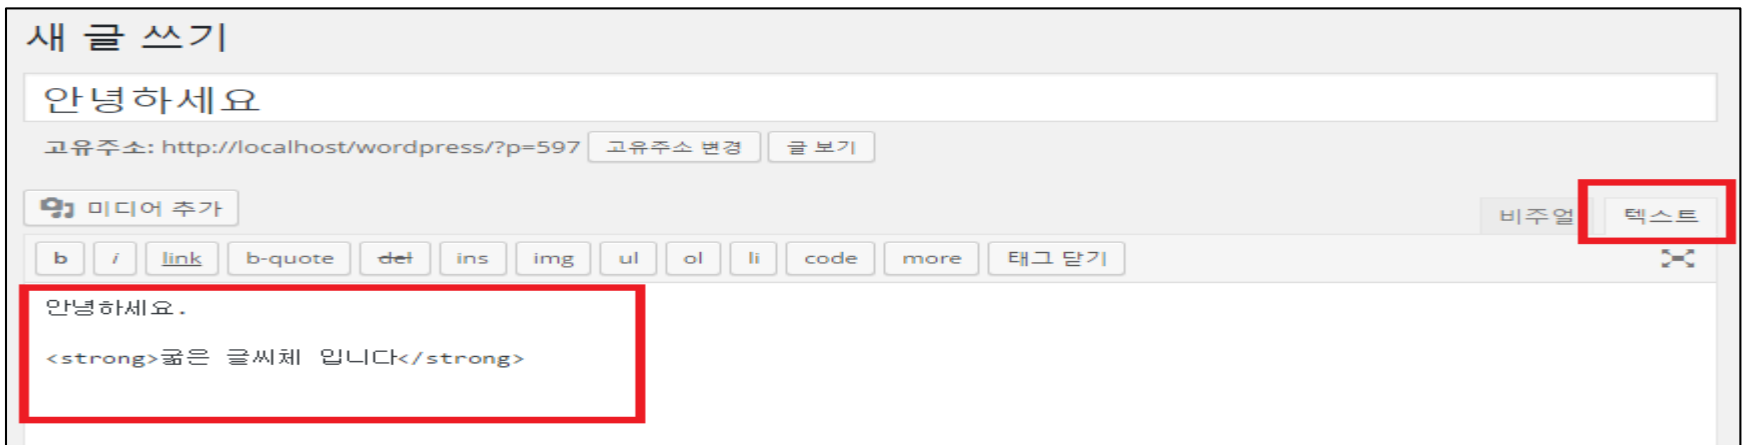 새 글 쓰기
안녕하세요
고유주소: http://localhost/wordpress/?p=597 고유주소 변경 글 보기
미디어 추가 비주얼 텍스트
b i link b-quote del ins img ul ol li code more 태그 닫기
안녕하세요.
<strong>굵은 글씨체 입니다</strong>